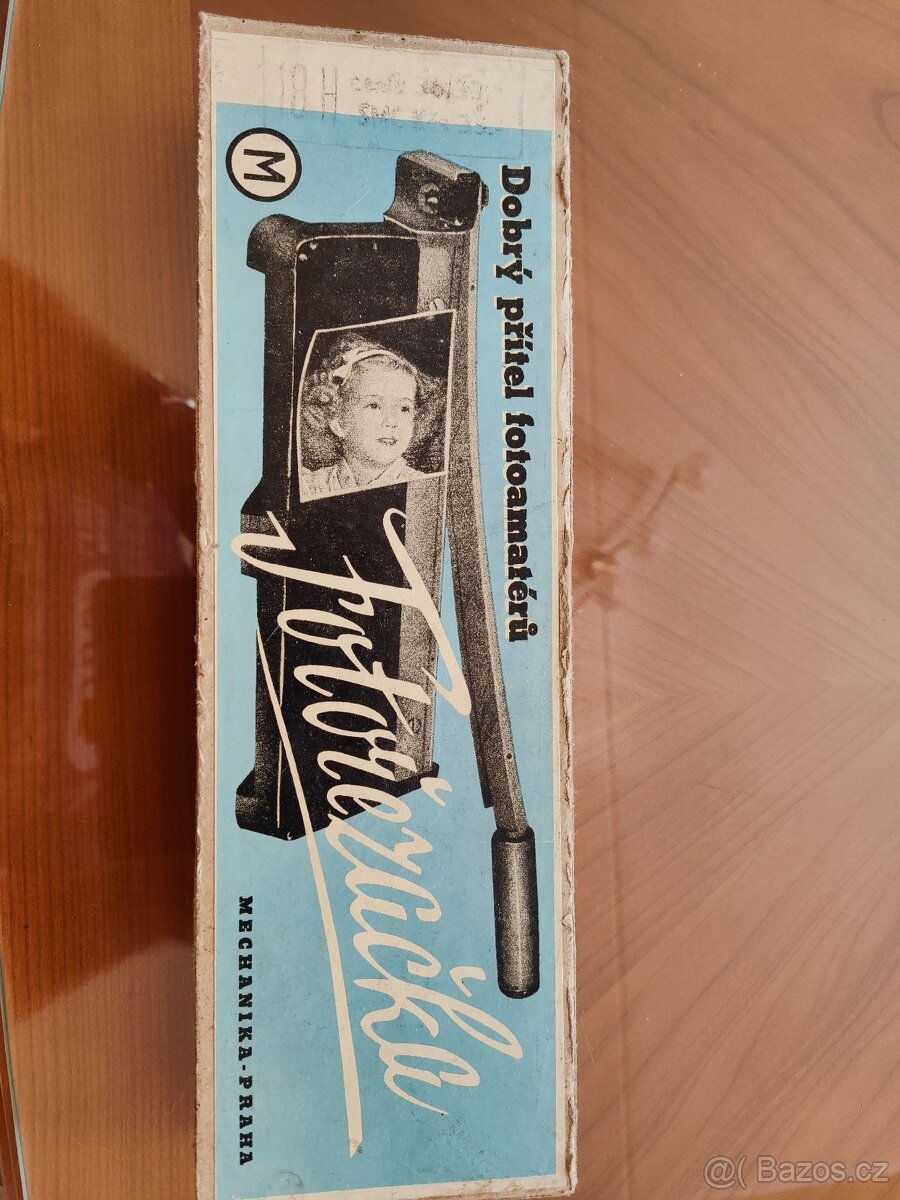 Dobrý přítel fotoamatérů
Fotořezačka
M
MECHANIKA-PRAHA
@( Bazos.cz